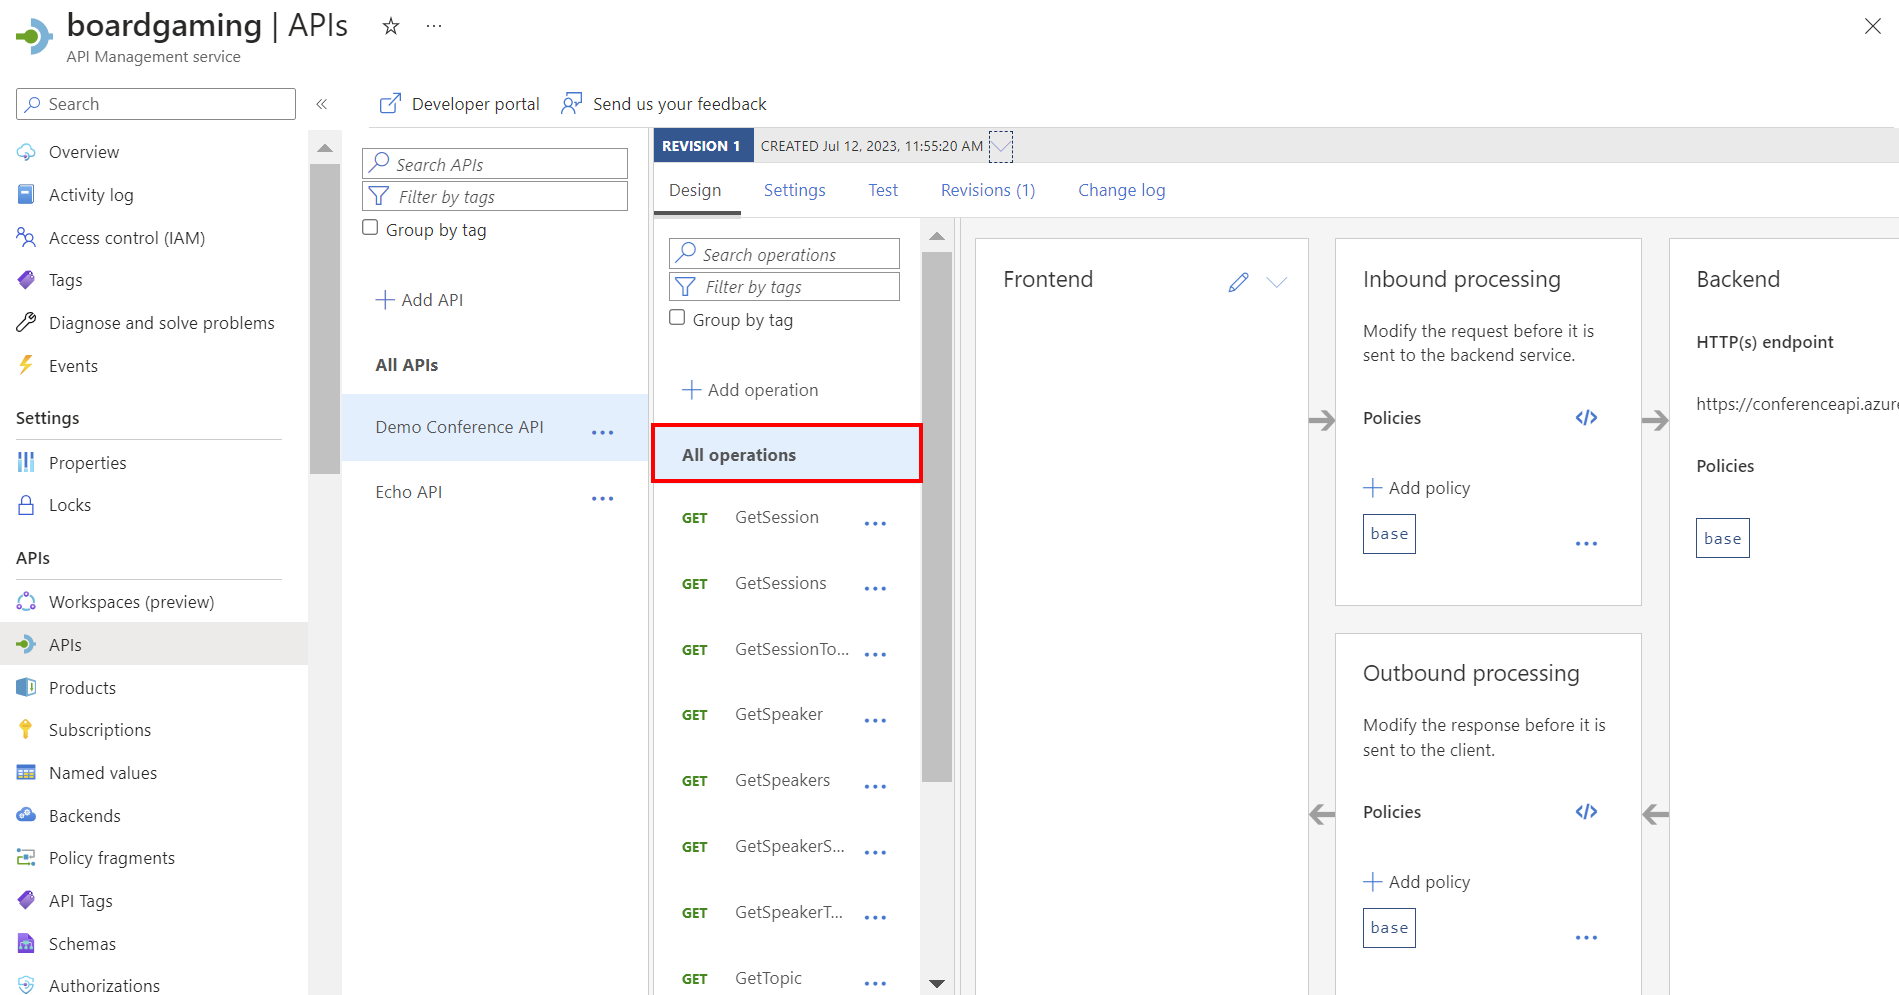 boardgaming | APIs
API Management service
Search
Developer portal
Send us your feedback
Overview
Activity log
Access control (IAM)
Tags
Diagnose and solve problems
Events
Settings
Properties
Locks
APIs
Workspaces (preview)
APIs
Products
Subscriptions
Named values
Backends
Policy fragments
API Tags
Schemas
Authorizations
Search APIs
Filter by tags
Group by tag
Add API
All APIs
Demo Conference API
Echo API
REVISION 1
CREATED Jul 12, 2023, 11:55:20 AM
Design
Settings
Test
Revisions (1)
Change log
Search operations
Filter by tags
Group by tag
Add operation
All operations
GET GetSession
GET GetSessions
GET GetSessionTo...
GET GetSpeaker
GET GetSpeakers
GET GetSpeakerS...
GET GetSpeakerT...
GET GetTopic
Frontend
Inbound processing
Modify the request before it is
sent to the backend service.
Policies
</>
Add policy
base
Outbound processing
Modify the response before it is
sent to the client.
Policies
</>
Add policy
base
Backend
HTTP(s) endpoint
https://conferenceapi.azure
Policies
base